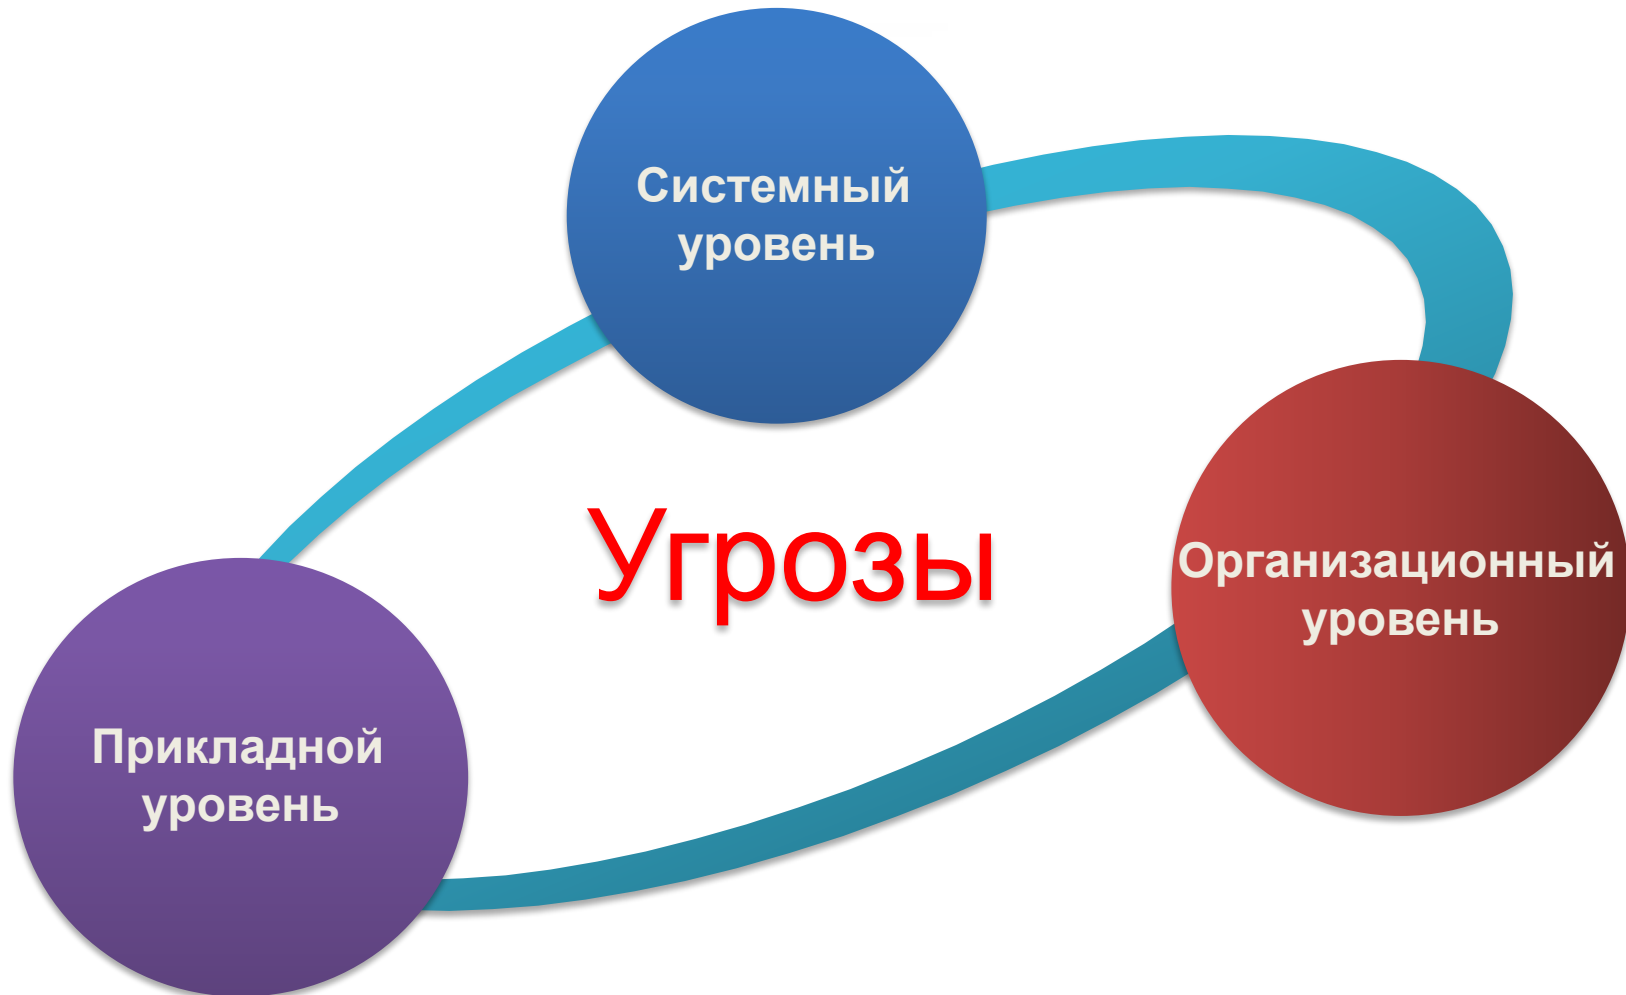 Системный
уровень
Угрозы
Организационный
уровень
Прикладной
уровень